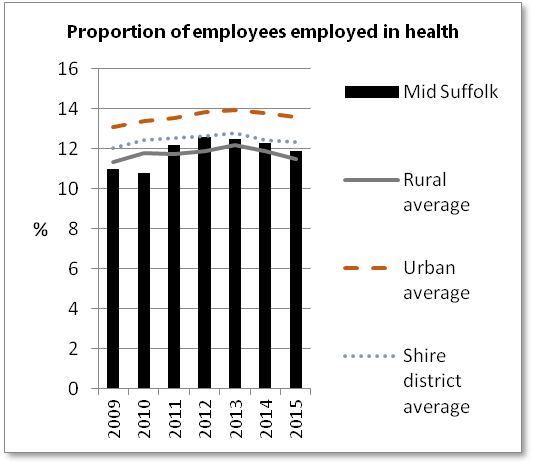 Proportion of employees employed in health
16
14
12
10
8
6
4
2
0
%
2009
2010
2011
2012
2013
2014
2015
Mid Suffolk
Rural
average
Urban
average
Shire
district
average